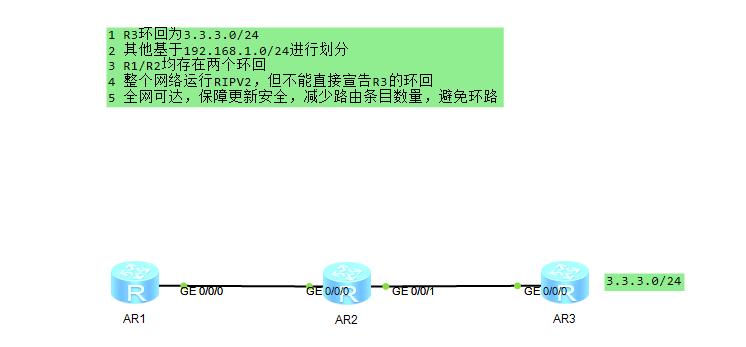 1 R3环回为3.3.3.0/24
2 其他基于192.168.1.0/24进行划分
3 R1/R2均存在两个环回
4 整个网络运行RIPV2，但不能直接宣告R3的环回
5 全网可达，保障更新安全，减少路由条目数量，避免环路
R GE 0/0/0 GE 0/0/0 R GE 0/0/1 GE 0/0/0 R 3.3.3.0/24
AR1 AR2 AR3